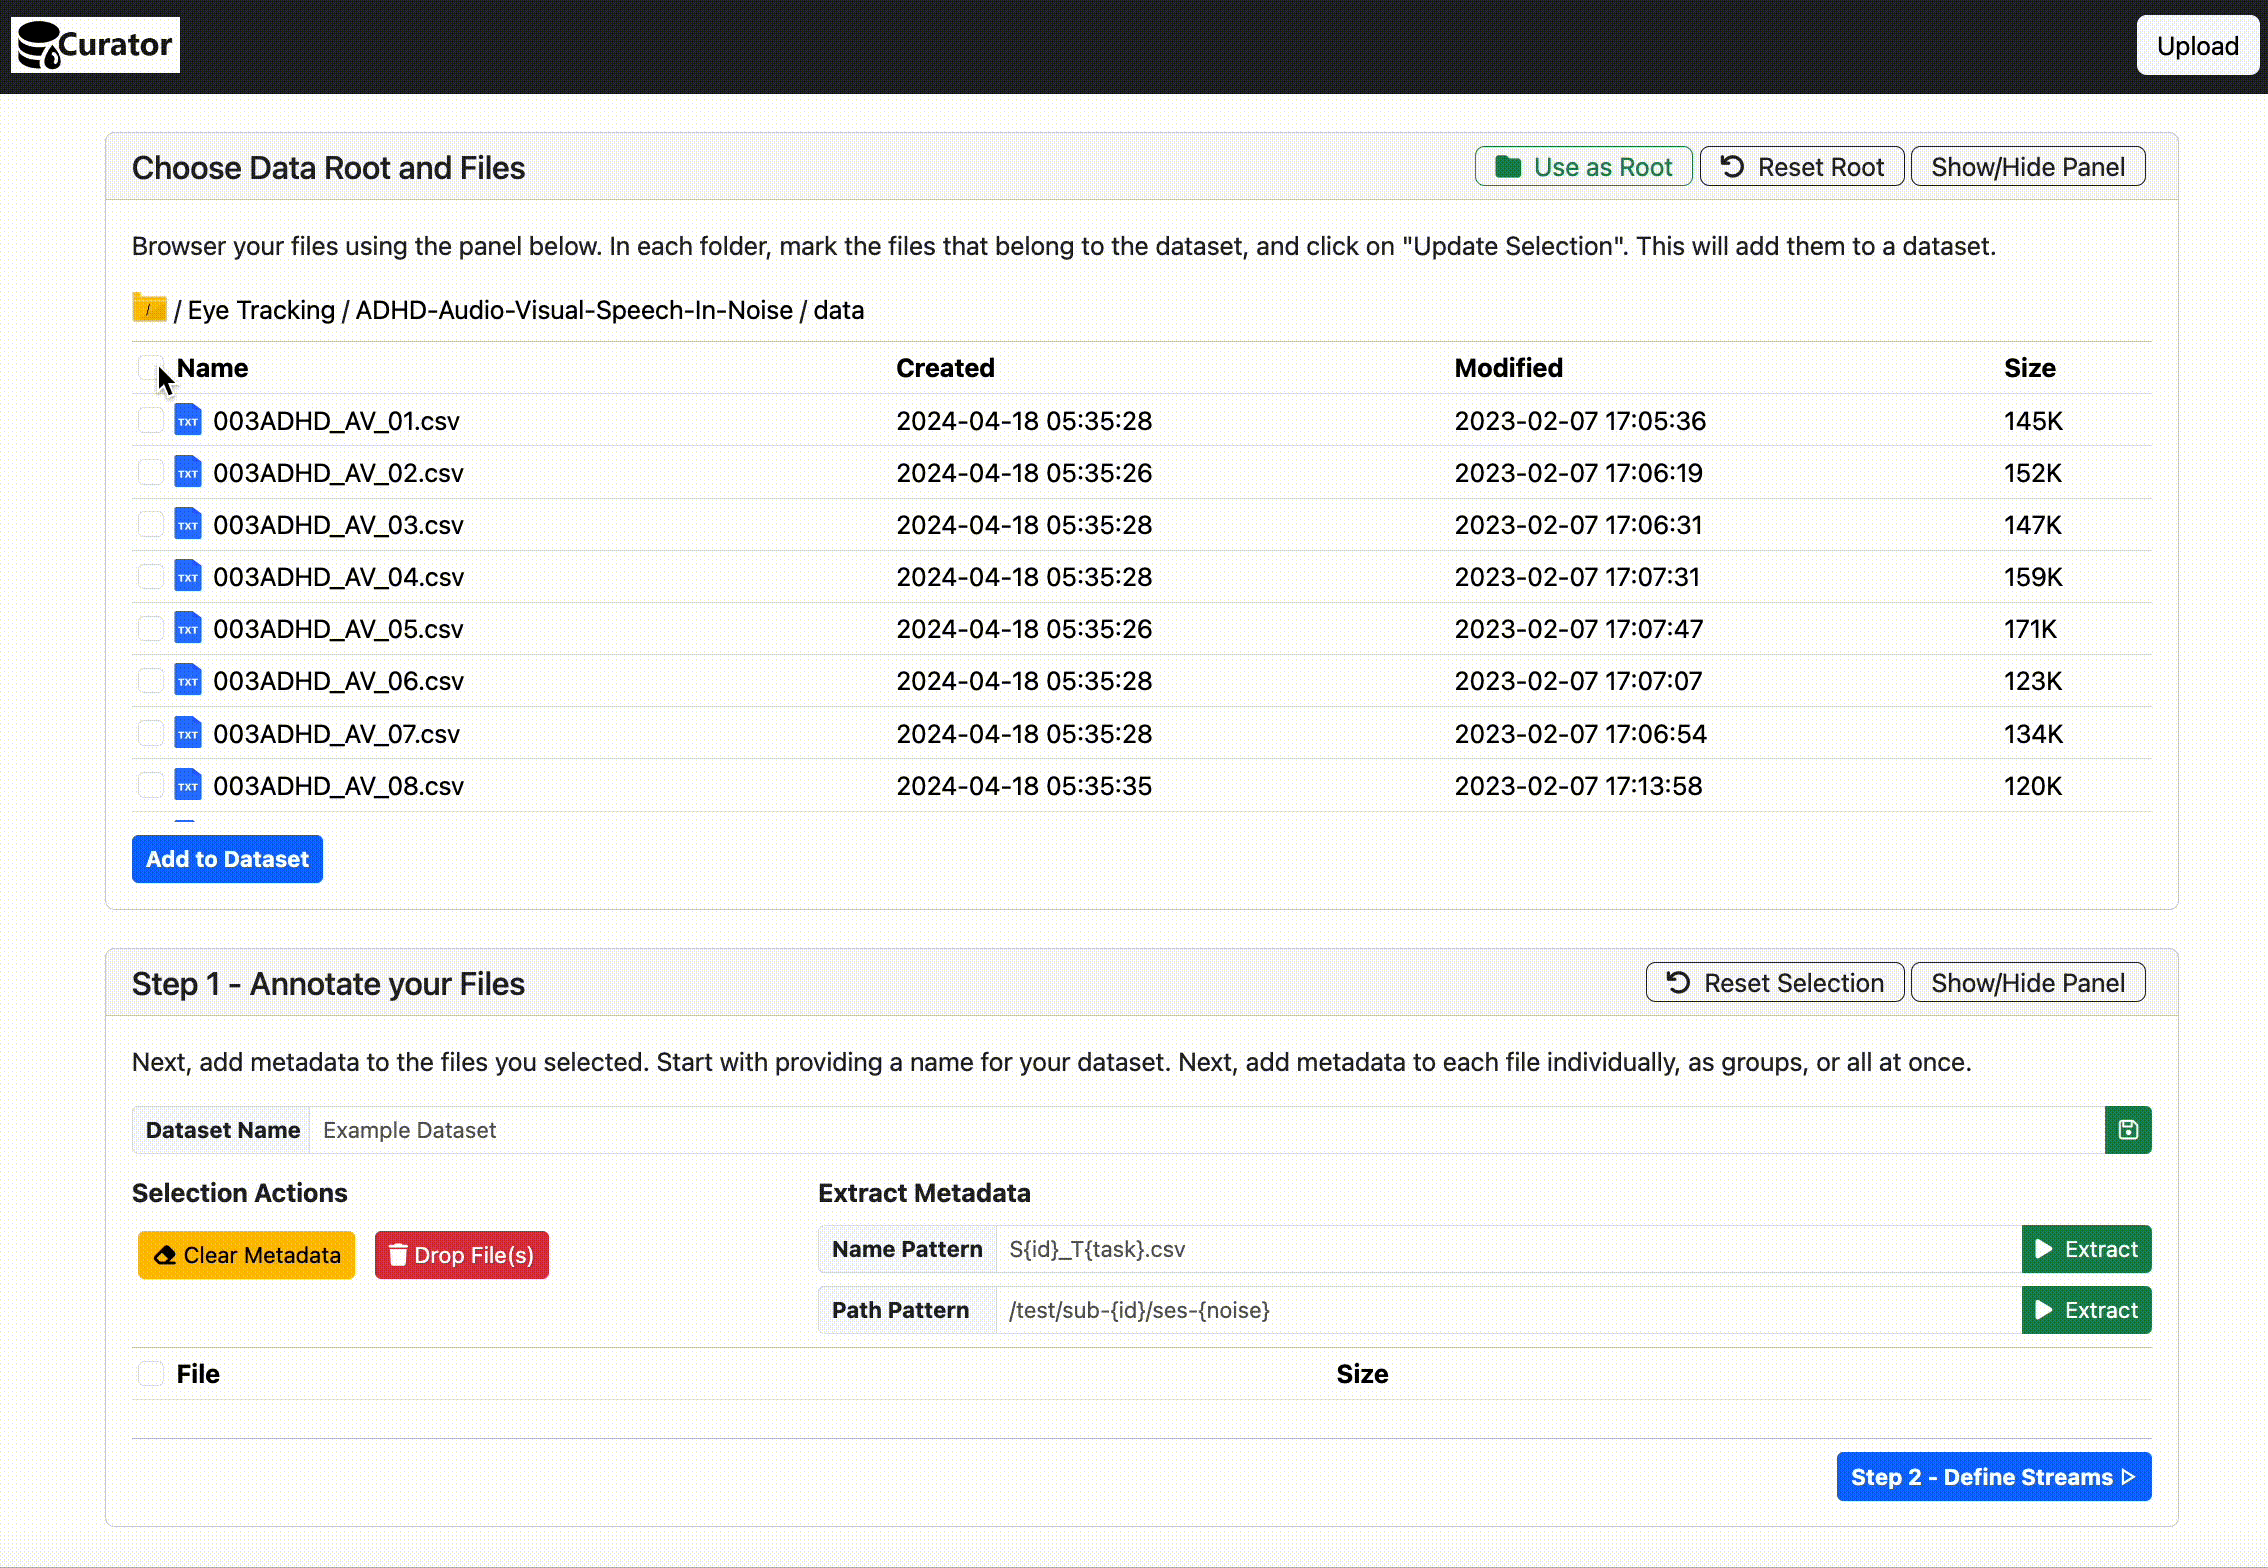 Curator
Upload
Choose Data Root and Files
Use as Root
Reset Root
Show/Hide Panel
Browser your files using the panel below. In each folder, mark the files that belong to the dataset, and click on "Update Selection". This will add them to a dataset.
/ / Eye Tracking / ADHD-Audio-Visual-Speech-In-Noise / data
Name Created Modified Size
TXT 003ADHD_AV_01.csv 2024-04-18 05:35:28 2023-02-07 17:05:36 145K
TXT 003ADHD_AV_02.csv 2024-04-18 05:35:26 2023-02-07 17:06:19 152K
TXT 003ADHD_AV_03.csv 2024-04-18 05:35:28 2023-02-07 17:06:31 147K
TXT 003ADHD_AV_04.csv 2024-04-18 05:35:28 2023-02-07 17:07:31 159K
TXT 003ADHD_AV_05.csv 2024-04-18 05:35:26 2023-02-07 17:07:47 171K
TXT 003ADHD_AV_06.csv 2024-04-18 05:35:28 2023-02-07 17:07:07 123K
TXT 003ADHD_AV_07.csv 2024-04-18 05:35:28 2023-02-07 17:06:54 134K
TXT 003ADHD_AV_08.csv 2024-04-18 05:35:35 2023-02-07 17:13:58 120K
Add to Dataset
Step 1 - Annotate your Files
Reset Selection
Show/Hide Panel
Next, add metadata to the files you selected. Start with providing a name for your dataset. Next, add metadata to each file individually, as groups, or all at once.
Dataset Name Example Dataset
Selection Actions
Clear Metadata
Drop File(s)
Extract Metadata
Name Pattern S{id}_T{task}.csv Extract
Path Pattern /test/sub-{id}/ses-{noise} Extract
File Size
Step 2 - Define Streams